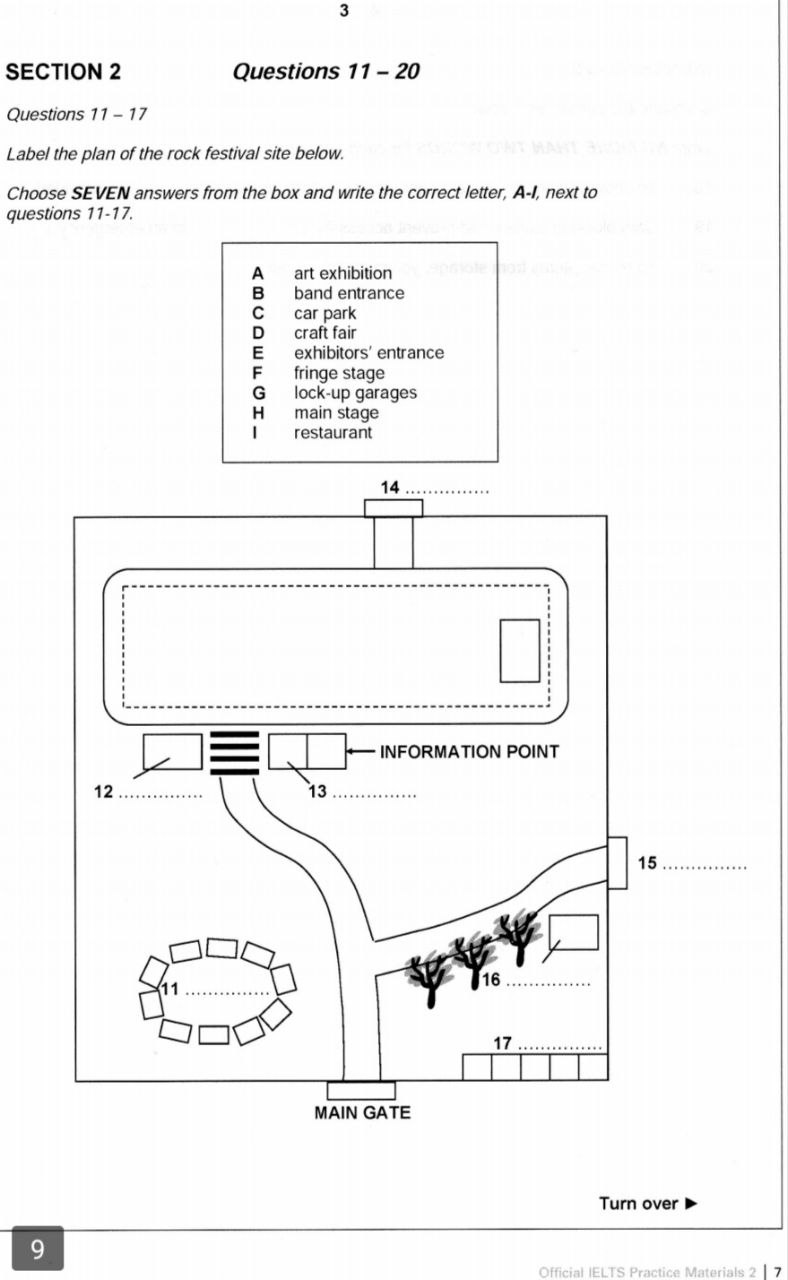 3
SECTION 2 Questions 11 – 20
Questions 11 – 17
Label the plan of the rock festival site below.
Choose SEVEN answers from the box and write the correct letter, A-I, next to
questions 11-17.
A art exhibition
B band entrance
C car park
D craft fair
E exhibitors' entrance
F fringe stage
G lock-up garages
H main stage
I restaurant
14 ...............
INFORMATION POINT
12 ............... 13 ...............
15 ...............
11 ...............
16 ...............
17 ...............
MAIN GATE
Turn over ►
9
Official IELTS Practice Materials 2 | 7